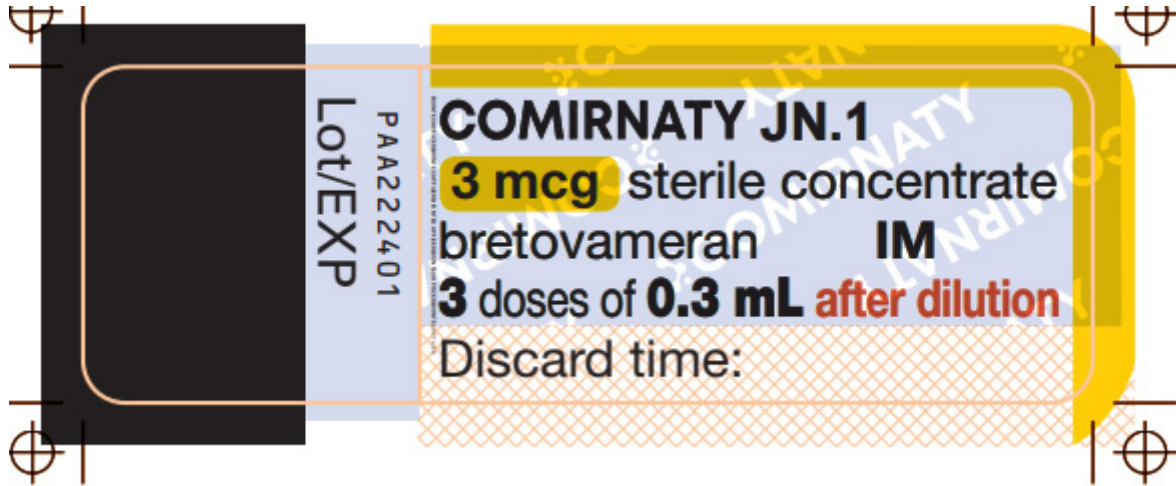 COMIRNATY JN.1
3 mcg sterile concentrate
bretovameran IM
3 doses of 0.3 mL after dilution
Discard time:
Lot/EXP
PAA222401
COMIRNATY